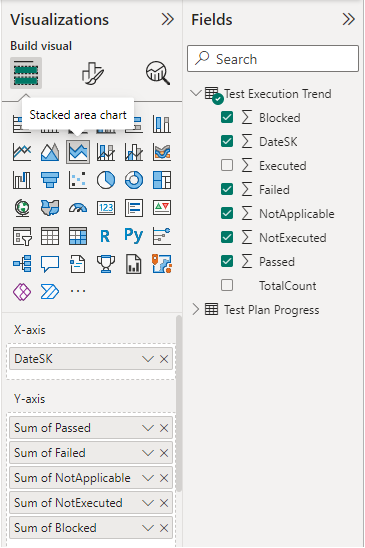 Visualizations
Build visual
Stacked area chart
123
R
Py
X-axis
DateSK
Y-axis
Sum of Passed
Sum of Failed
Sum of NotApplicable
Sum of NotExecuted
Sum of Blocked
Fields
Search
Test Execution Trend
Blocked
DateSK
Executed
Failed
NotApplicable
NotExecuted
Passed
TotalCount
Test Plan Progress